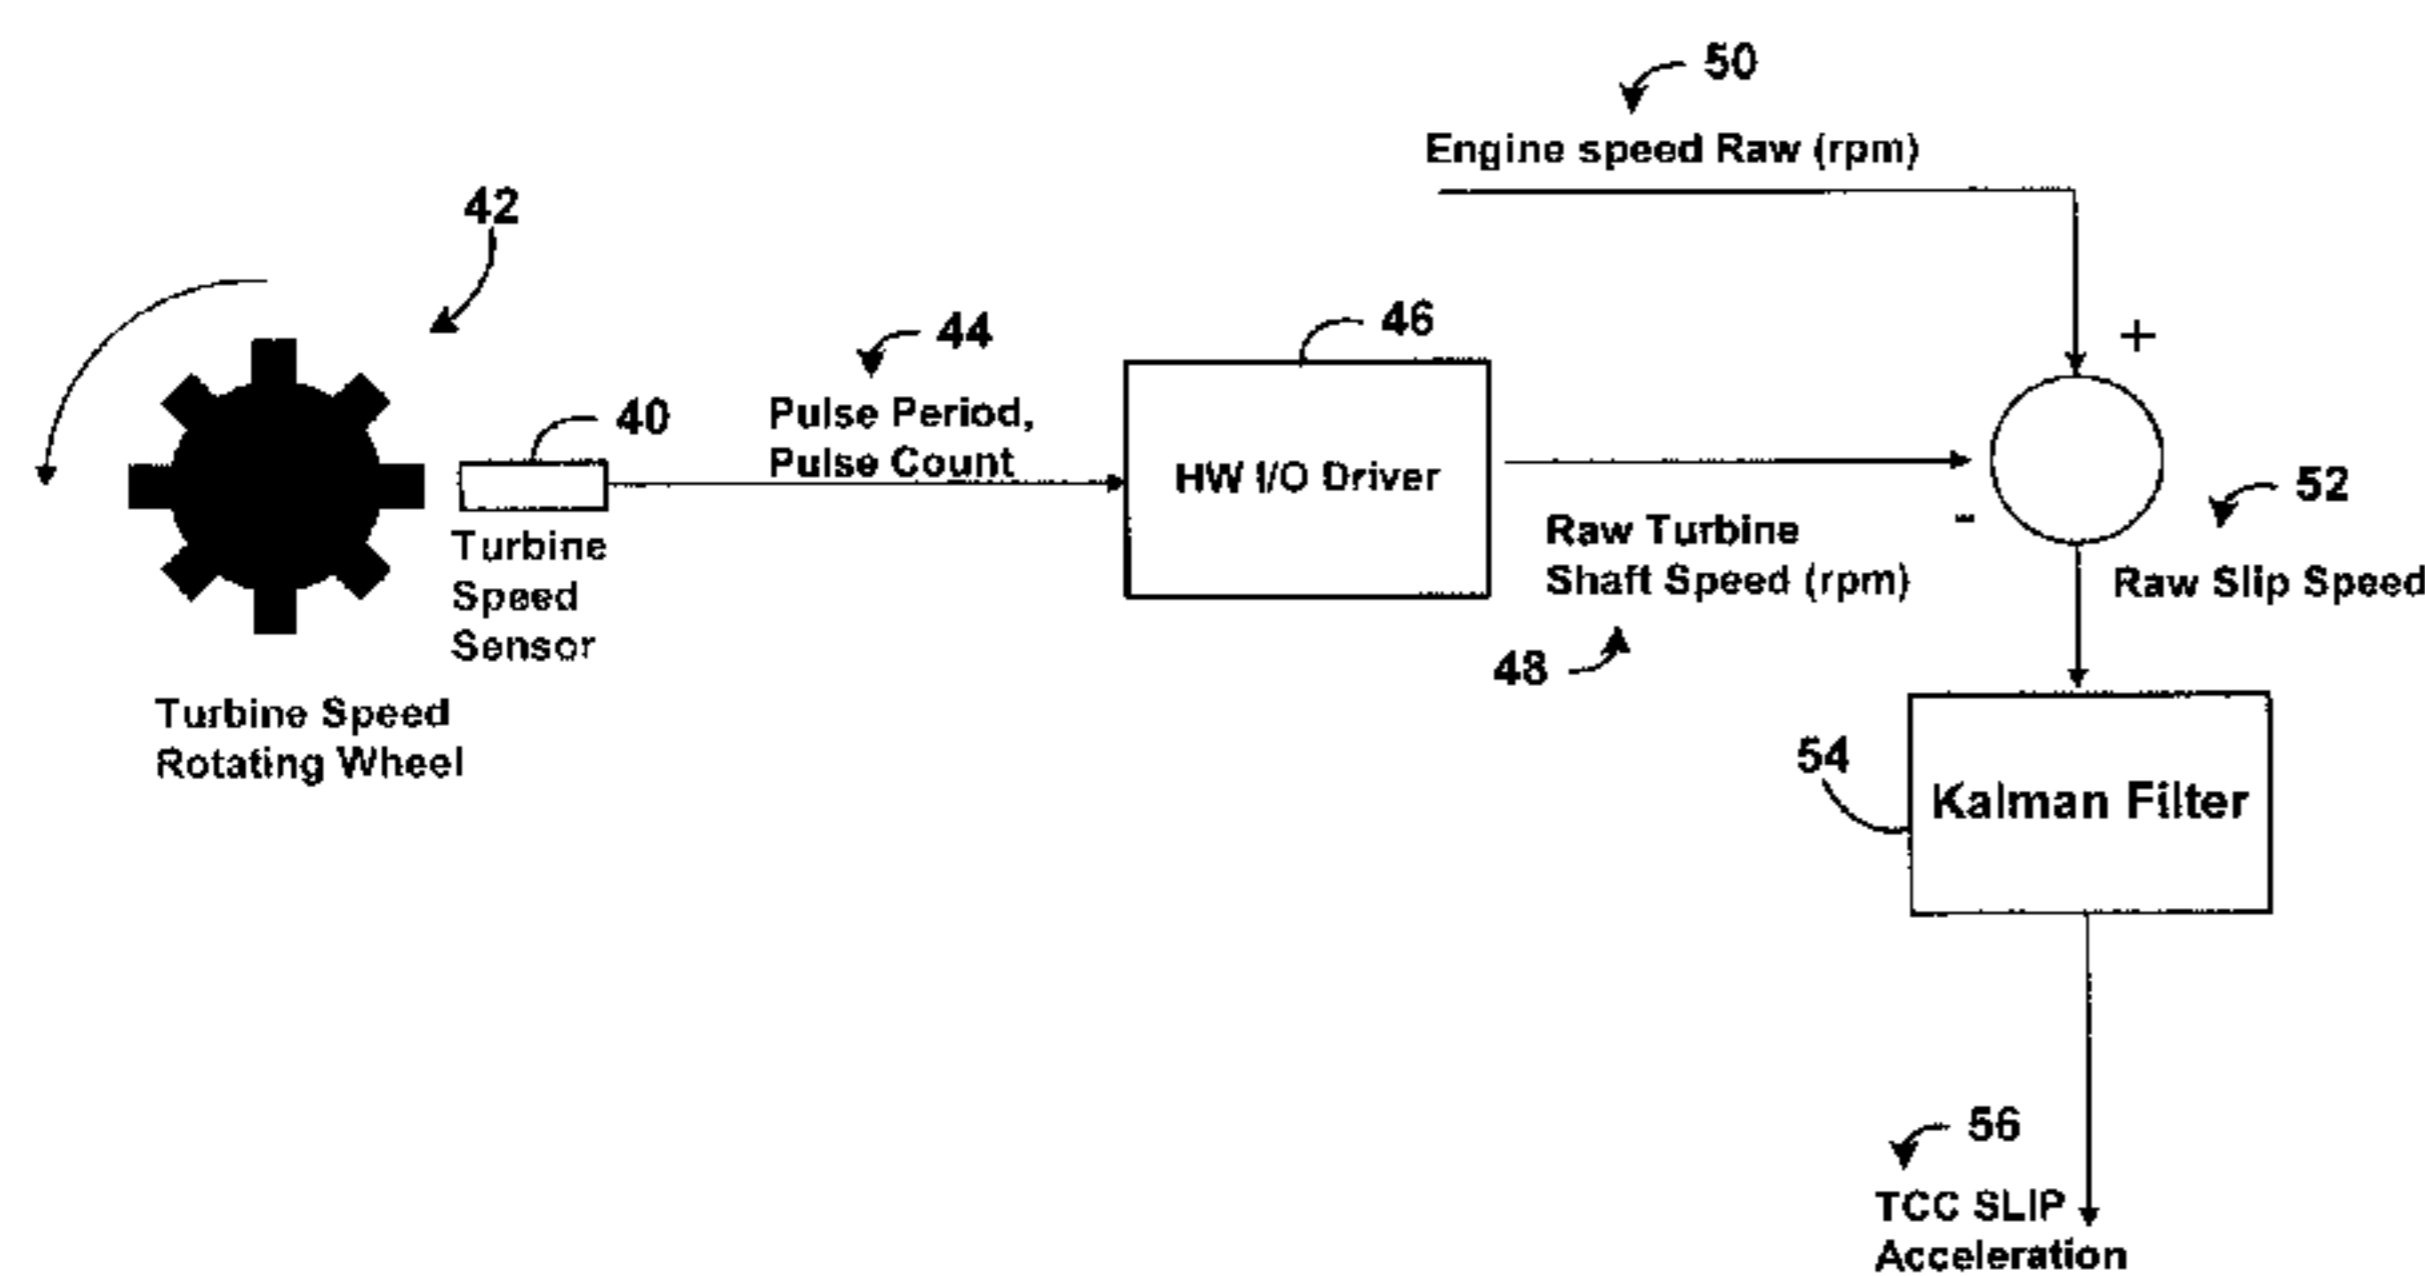 50
Engine speed Raw (rpm)
42
+
44
46
40
Pulse Period,
Pulse Count
HW I/O Driver
52
-
Turbine
Speed
Sensor
Raw Turbine
Shaft Speed (rpm)
Raw Slip Speed
48
Turbine Speed
Rotating Wheel
54
Kalman Filter
56
TCC SLIP
Acceleration